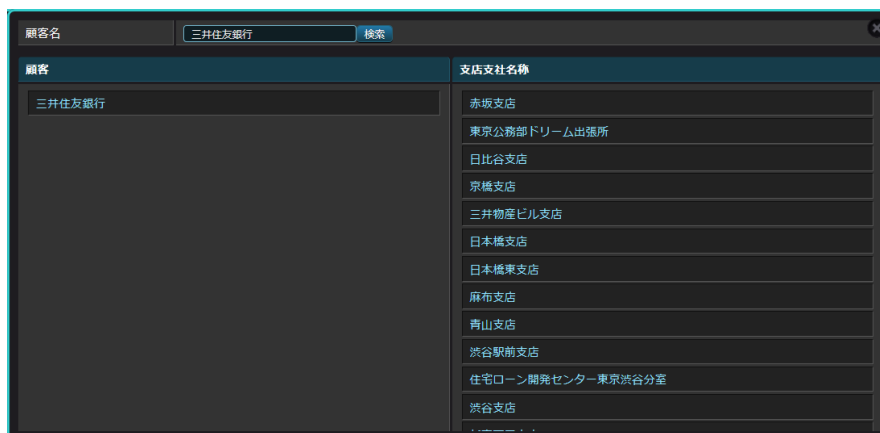 顧客名 三井住友銀行 検索
顧客 支店支社名称
三井住友銀行 赤坂支店
東京公務部ドリーム出張所
日比谷支店
京橋支店
三井物産ビル支店
日本橋支店
日本橋東支店
麻布支店
青山支店
渋谷駅前支店
住宅ローン開発センター東京渋谷分室
渋谷支店